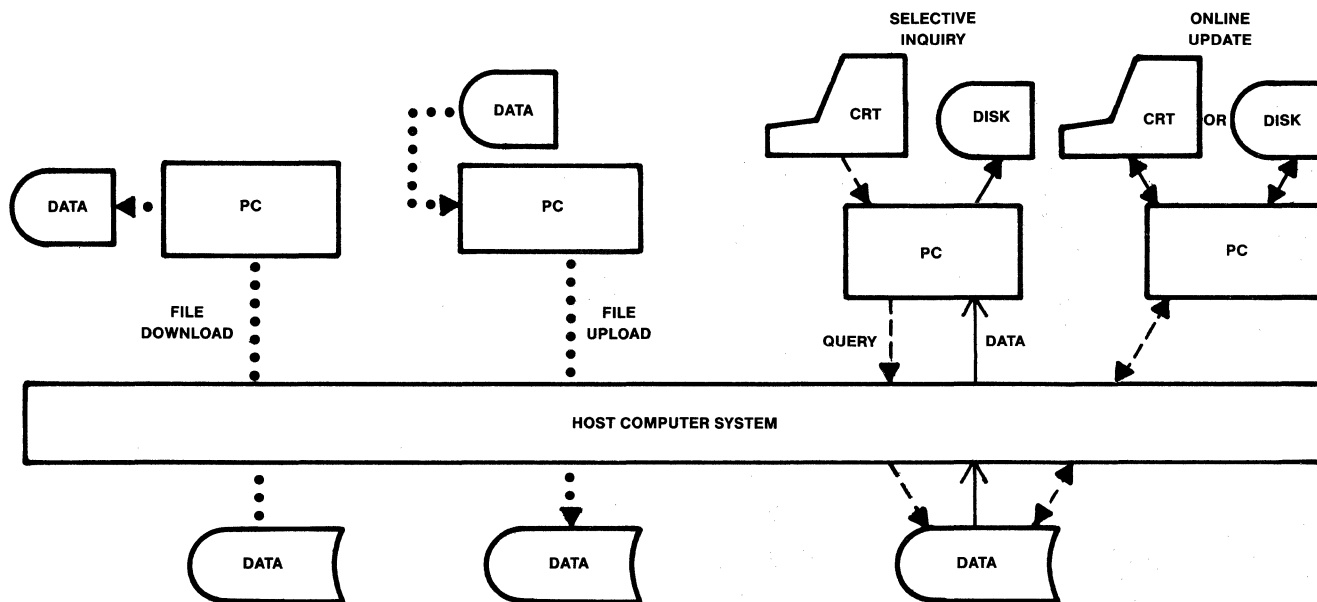 SELECTIVE
INQUIRY
ONLINE
UPDATE
DATA
CRT
DISK
CRT
OR
DISK
DATA
PC
PC
PC
PC
FILE
DOWNLOAD
FILE
UPLOAD
QUERY
DATA
HOST COMPUTER SYSTEM
DATA
DATA
DATA